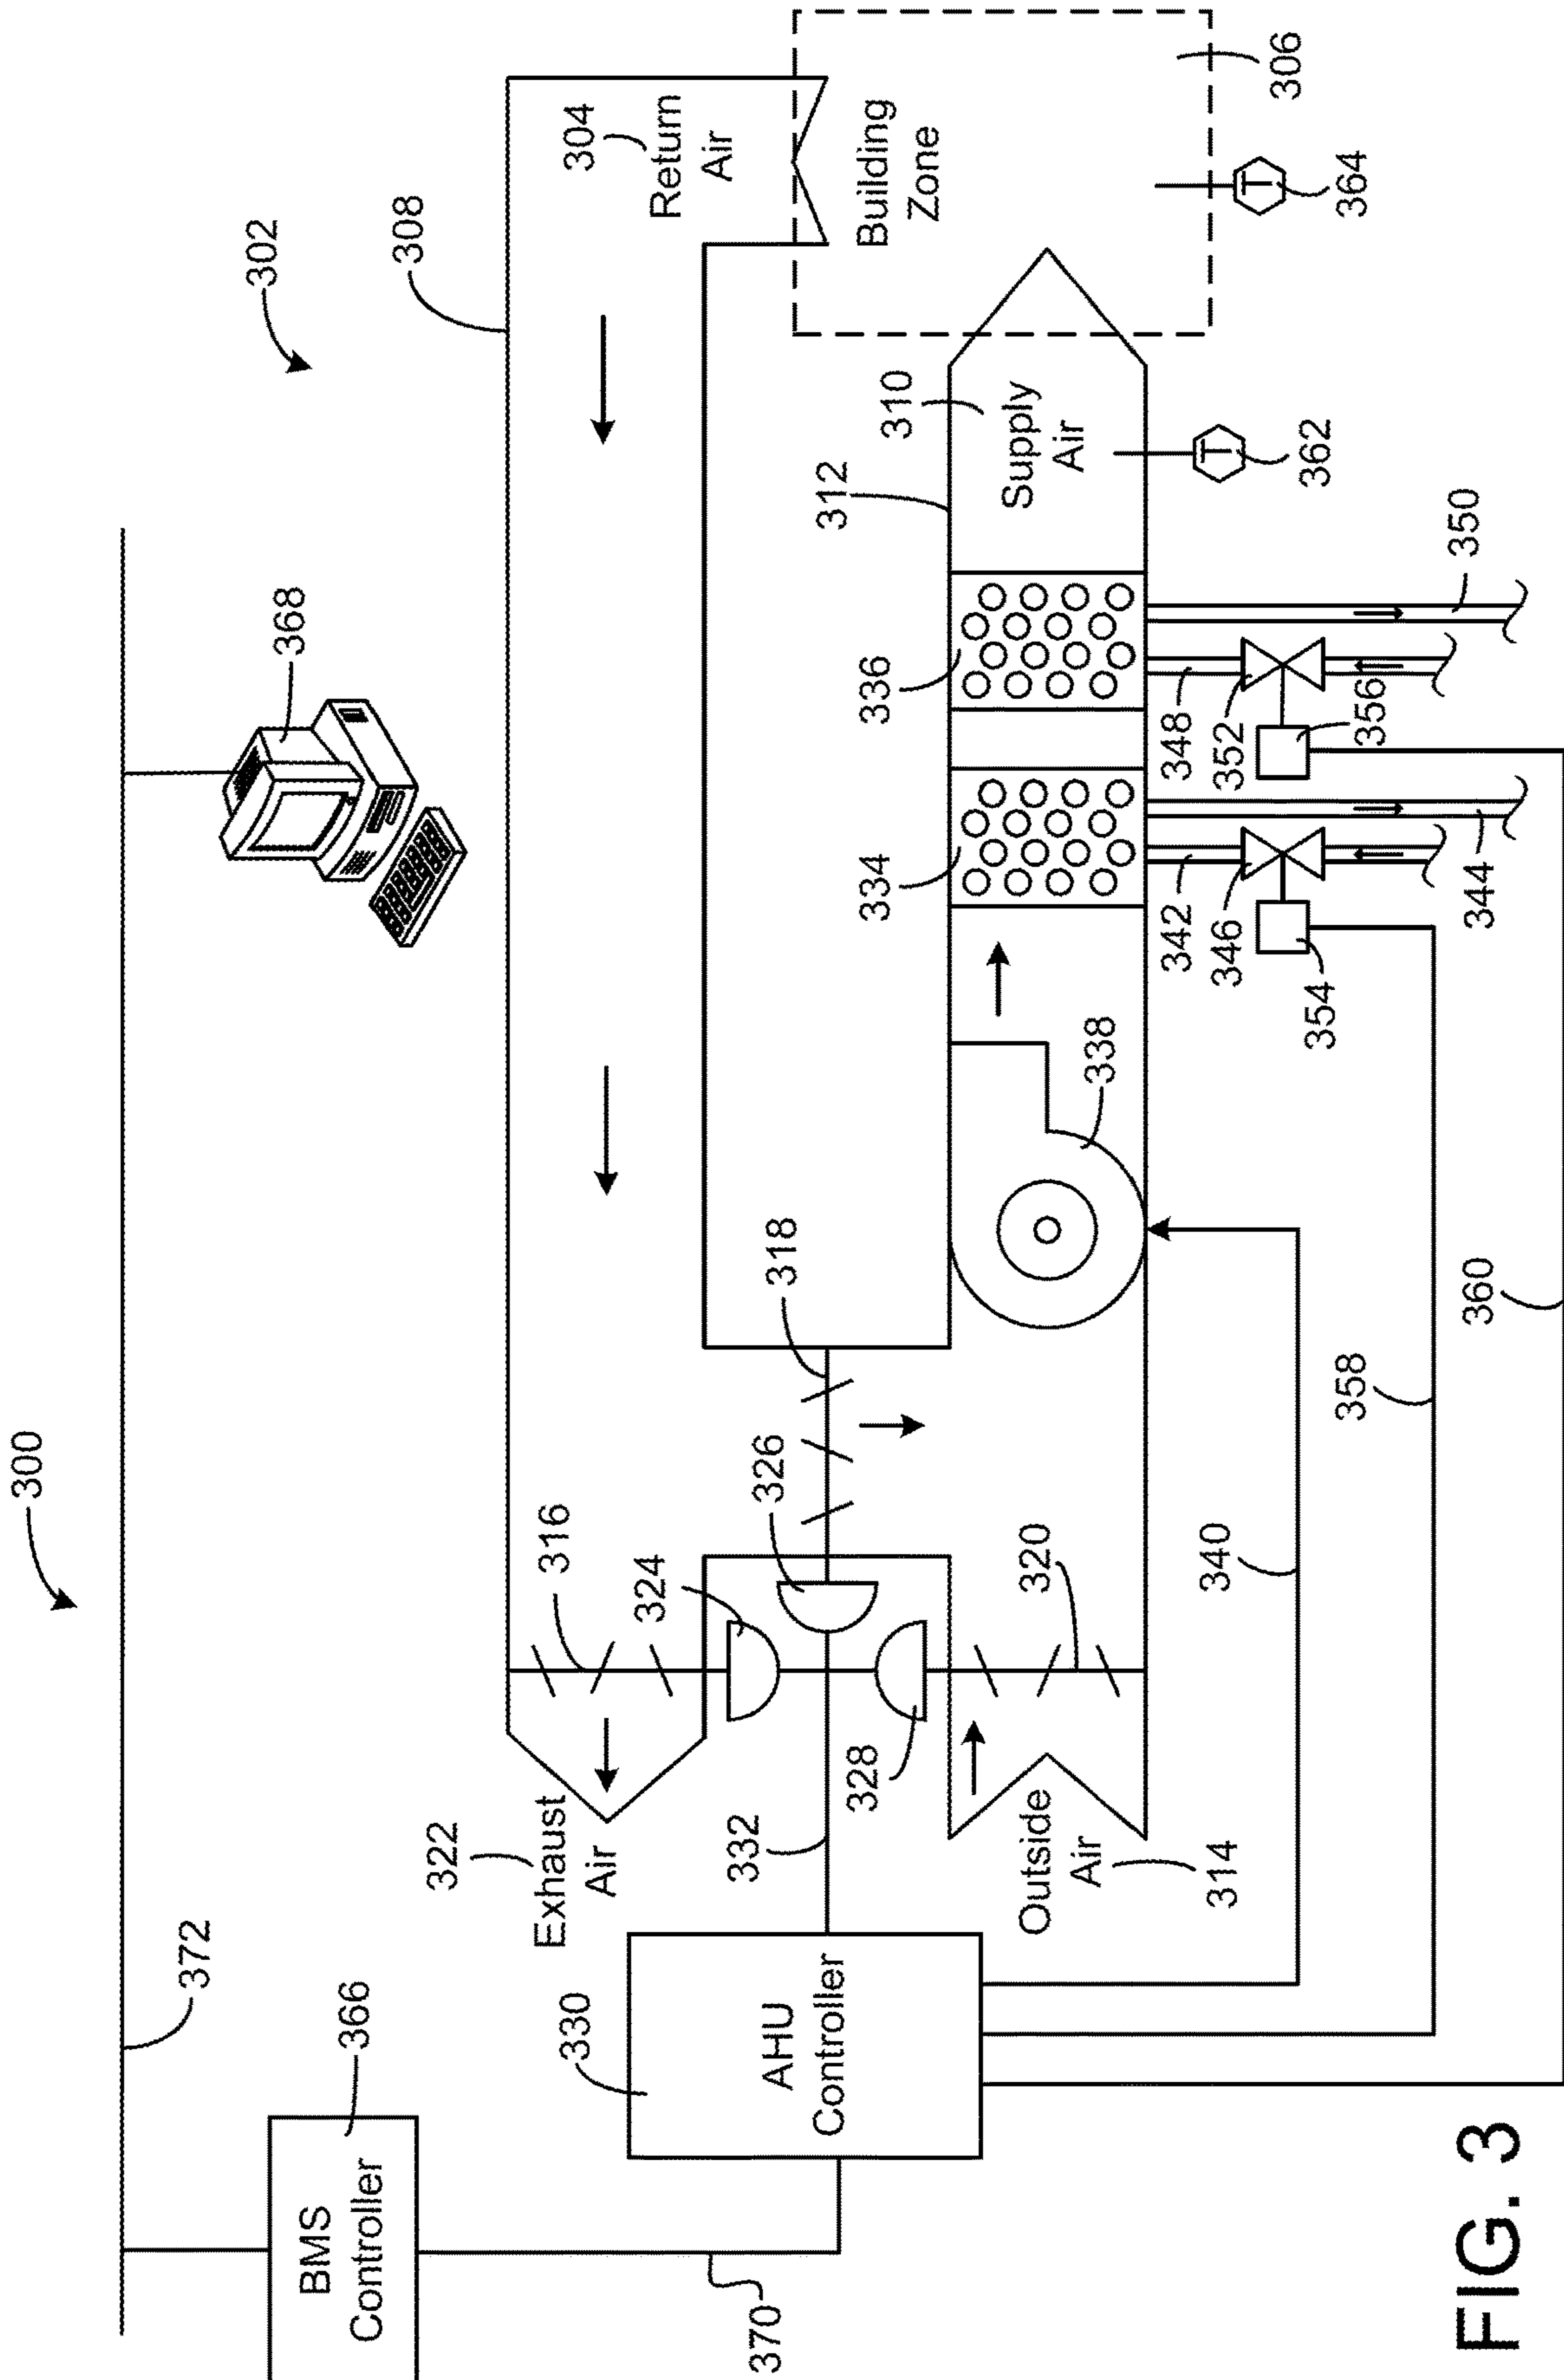 300
372
366
BMS
Controller
370
368
302
308
304
Return
Air
Building
Zone
306
364
322
Exhaust
Air
316
324
326
318
328
332
330
AHU
Controller
Outside
Air
314
320
338
340
334
336
312
310
Supply
Air
362
342
346
354
344
348
352
356
350
358
360
T
T
FIG. 3